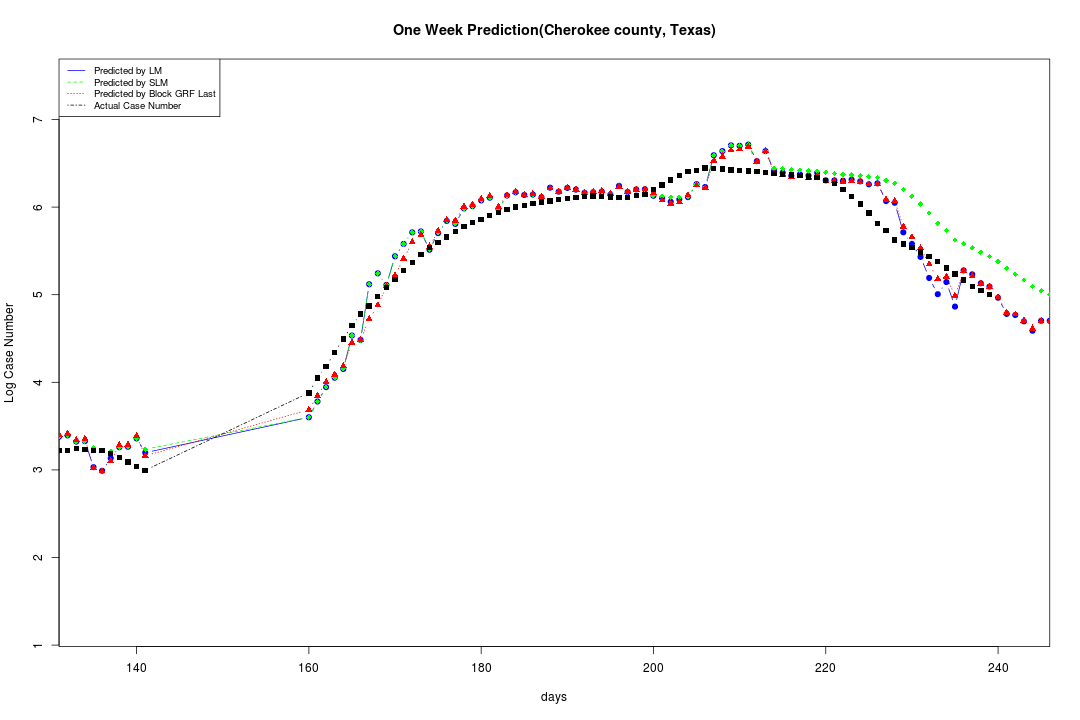 One Week Prediction(Cherokee county, Texas)
Predicted by LM
Predicted by SLM
Predicted by Block GRF Last
Actual Case Number
7
6
5
4
3
2
1
Log Case Number
140 160 180 200 220 240
days